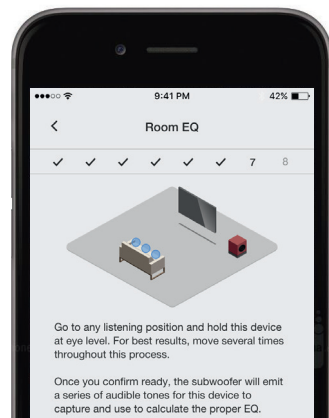 9:41 PM 42%
Room EQ
7 8
Go to any listening position and hold this device
at eye level. For best results, move several times
throughout this process.
Once you confirm ready, the subwoofer will emit
a series of audible tones for this device to
capture and use to calculate the proper EQ.